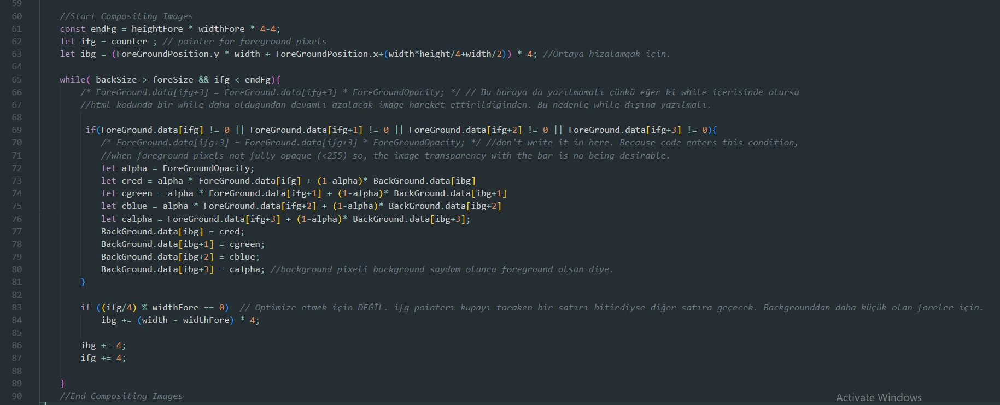 59
60 //Start Compositing Images
61 const endFg = heightFore * widthFore * 4-4;
62 let ifg = counter ; // pointer for foreground pixels
63 let ibg = (ForeGroundPosition.y * width + ForeGroundPosition.x+(width*height/4+width/2)) * 4; //Ortaya hizalamqak için.
64
65 while( backSize > foreSize && ifg < endFg){
66 /* ForeGround.data[ifg+3] = ForeGround.data[ifg+3] * ForeGroundOpacity; */ // Bu buraya da yazılmamalı çünkü eğer ki while içerisinde olursa
67 //html kodunda bir while daha olduğundan devamlı azalacak image hareket ettirildiğinden. Bu nedenle while dışına yazılmalı.
68
69 if(ForeGround.data[ifg] != 0 || ForeGround.data[ifg+1] != 0 || ForeGround.data[ifg+2] != 0 || ForeGround.data[ifg+3] != 0){
70 /* ForeGround.data[ifg+3] = ForeGround.data[ifg+3] * ForeGroundOpacity; */ //don't write it in here. Because code enters this condition,
71 //when foreground pixels not fully opaque (<255) so, the image transparency with the bar is no being desirable.
72 let alpha = ForeGroundOpacity;
73 let cred = alpha * ForeGround.data[ifg] + (1-alpha)* BackGround.data[ibg]
74 let cgreen = alpha * ForeGround.data[ifg+1] + (1-alpha)* BackGround.data[ibg+1]
75 let cblue = alpha * ForeGround.data[ifg+2] + (1-alpha)* BackGround.data[ibg+2]
76 let calpha = ForeGround.data[ifg+3] + (1-alpha)* BackGround.data[ibg+3];
77 BackGround.data[ibg] = cred;
78 BackGround.data[ibg+1] = cgreen;
79 BackGround.data[ibg+2] = cblue;
80 BackGround.data[ibg+3] = calpha; //background pixeli background saydam olunca foreground olsun diye.
81 }
82
83 if ((ifg/4) % widthFore == 0) // Optimize etmek için DEĞİL. ifg pointerı kupayı taraken bir satırı bitirdiyse diğer satıra geçecek. Backgrounddan daha küçük olan foreler için.
84 ibg += (width - widthFore) * 4;
85
86 ibg += 4;
87 ifg += 4;
88
89 }
90 //End Compositing Images
Activate Windows